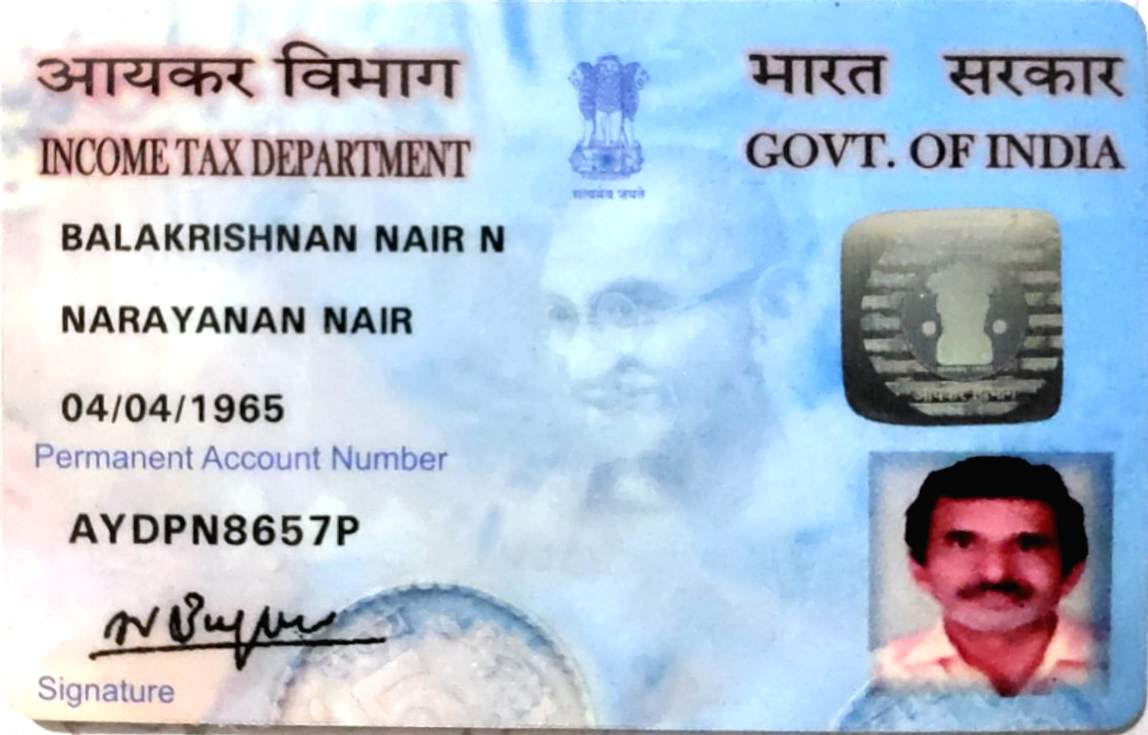 आयकर विभाग
INCOME TAX DEPARTMENT
सत्यमेव जयते
भारत सरकार
GOVT. OF INDIA
BALAKRISHNAN NAIR N
NARAYANAN NAIR
04/04/1965
Permanent Account Number
AYDPN8657P
Signature
आयकर विभाग